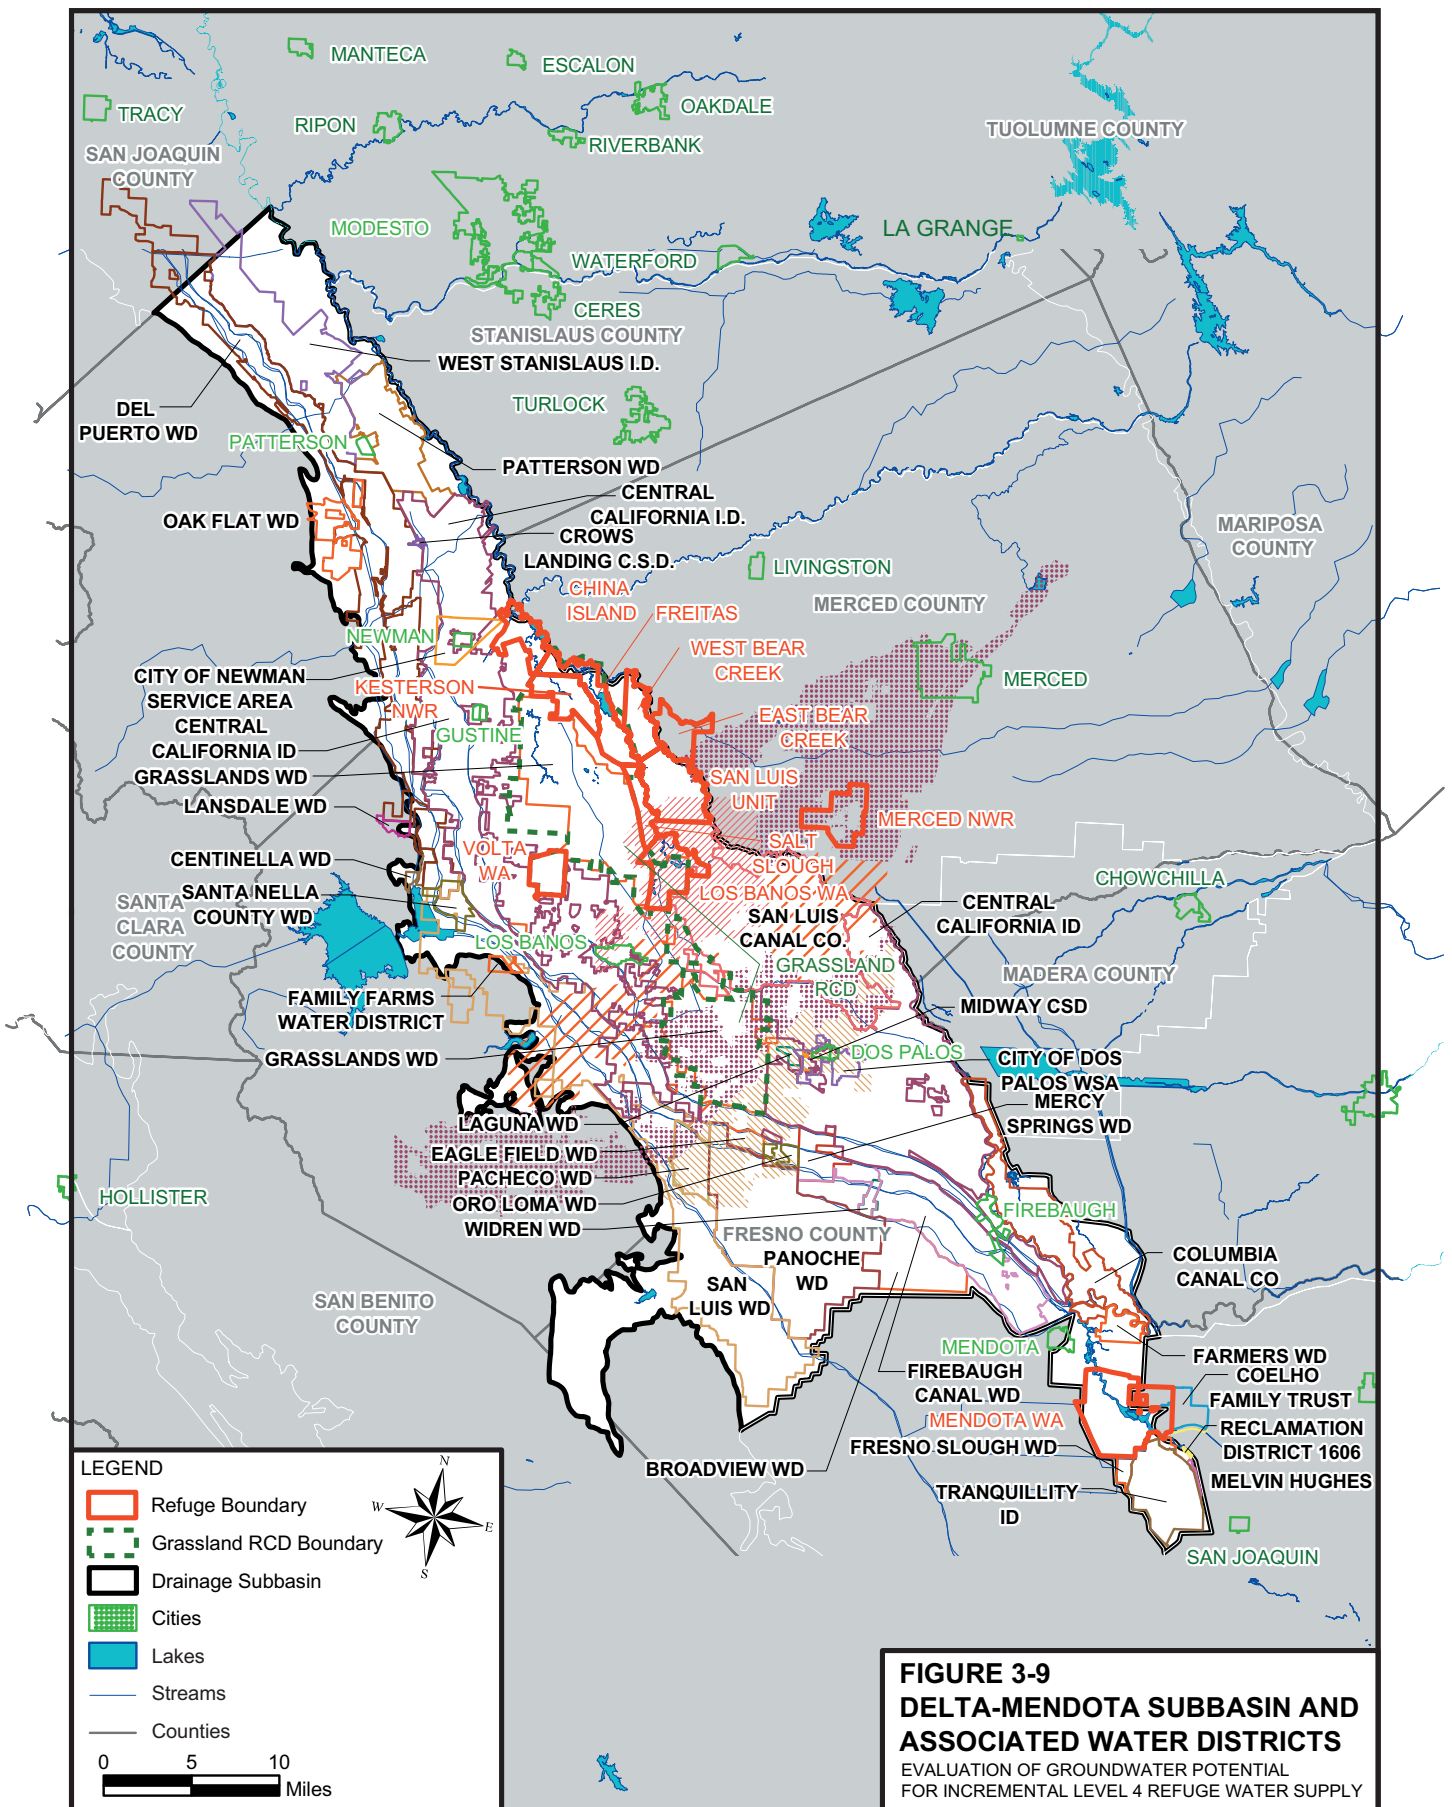 MANTECA
ESCALON
OAKDALE
TRACY
RIPON
RIVERBANK
TUOLUMNE COUNTY
SAN JOAQUIN
COUNTY
MODESTO
LA GRANGE
WATERFORD
CERES
STANISLAUS COUNTY
WEST STANISLAUS I.D.
DEL
PUERTO WD
TURLOCK
PATTERSON
PATTERSON WD
CENTRAL
CALIFORNIA I.D.
OAK FLAT WD
CROWS
LANDING C.S.D.
MARIPOSA
COUNTY
LIVINGSTON
CHINA
ISLAND
FREITAS
MERCED COUNTY
NEWMAN
WEST BEAR
CREEK
MERCED
CITY OF NEWMAN
SERVICE AREA
KESTERSON
NWR
EAST BEAR
CREEK
CENTRAL
CALIFORNIA ID
GUSTINE
GRASSLANDS WD
SAN LUIS
UNIT
LANSDALE WD
MERCED NWR
VOLTA
WA
SALT
SLOUGH
CENTINELLA WD
LOS BANOS WA
CHOWCHILLA
SANTA NELLA
COUNTY WD
SANTA
CLARA
COUNTY
SAN LUIS
CANAL CO.
CENTRAL
CALIFORNIA ID
LOS BANOS
GRASSLAND
RCD
MADERA COUNTY
FAMILY FARMS
WATER DISTRICT
MIDWAY CSD
GRASSLANDS WD
DOS PALOS
CITY OF DOS
PALOS WSA
MERCY
SPRINGS WD
LAGUNA WD
EAGLE FIELD WD
PACHECO WD
ORO LOMA WD
WIDREN WD
HOLLISTER
FIREBAUGH
FRESNO COUNTY
PANOCHE
WD
COLUMBIA
CANAL CO
SAN
LUIS WD
SAN BENITO
COUNTY
MENDOTA
FARMERS WD
FIREBAUGH
CANAL WD
COELHO
FAMILY TRUST
MENDOTA WA
RECLAMATION
DISTRICT 1606
FRESNO SLOUGH WD
BROADVIEW WD
MELVIN HUGHES
TRANQUILLITY
ID
SAN JOAQUIN
LEGEND
N
W
E
S
Refuge Boundary
Grassland RCD Boundary
Drainage Subbasin
Cities
Lakes
Streams
Counties
0 5 10
Miles
FIGURE 3-9
DELTA-MENDOTA SUBBASIN AND
ASSOCIATED WATER DISTRICTS
EVALUATION OF GROUNDWATER POTENTIAL
FOR INCREMENTAL LEVEL 4 REFUGE WATER SUPPLY